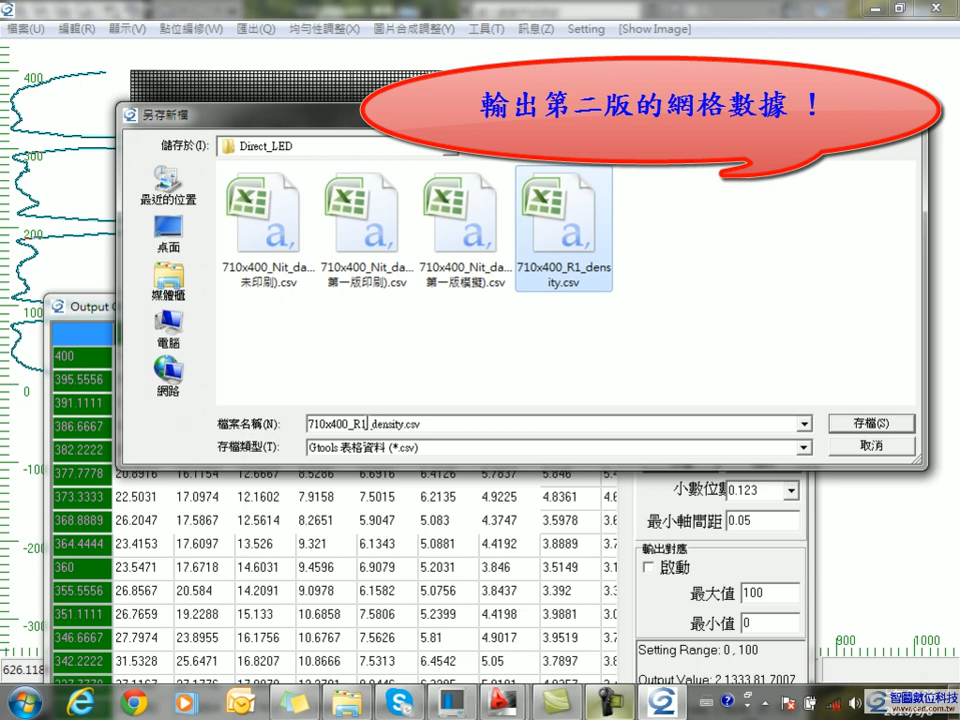 檔案(U) 編輯(R) 顯示(V) 點位編修(W) 匯出(Q) 均勻性調整(X) 圖片合成調整(Y) 工具(T) 訊息(Z) Setting [Show Image]
400
300
200
100
0
-100
-200
-300
輸出第二版的網格數據 ！
另存新檔
儲存於(I): Direct_LED
最近的位置
桌面
媒體櫃
電腦
網路
710x400_Nit_da...未印刷).csv
710x400_Nit_da...第一版印刷).csv
710x400_Nit_da...第一版模擬).csv
710x400_R1_density.csv
檔案名稱(N): 710x400_R1_density.csv 存檔(S)
存檔類型(T): Gtools 表格資料 (*.csv) 取消
Output
400
395.5556
391.1111
386.6667
382.2222
377.7778 20.8916 16.1154 12.6667 8.5286 6.6916 6.4126 5.7837 5.846
373.3333 22.5031 17.0974 12.1602 7.9158 7.5015 6.2135 4.9225 4.8361
368.8889 26.2047 17.5867 12.5614 8.2651 5.9047 5.083 4.3747 3.5978
364.4444 23.4153 17.6097 13.526 9.321 6.1343 5.0881 4.4192 3.8889
360 23.5471 17.6718 14.6031 9.4596 6.9079 5.2031 3.846 3.5149
355.5556 26.8567 20.584 14.2091 9.0978 6.1582 5.0756 3.8437 3.392
351.1111 26.7659 19.2288 15.133 10.6858 7.5806 5.2399 4.4198 3.9881
346.6667 27.7974 23.8955 16.1756 10.6767 7.5626 5.81 4.9017 3.9519
342.2222 31.5328 25.6471 16.8207 10.8666 7.5313 6.4542 5.05 3.7897
小數位數 0.123
最小軸間距 0.05
輸出對應
啟動
最大值 100
最小值 0
Setting Range: 0 , 100
Output Value: 2.1333,81.7007
900 1000
626.118
智圖數位科技
www.cad.com.tw